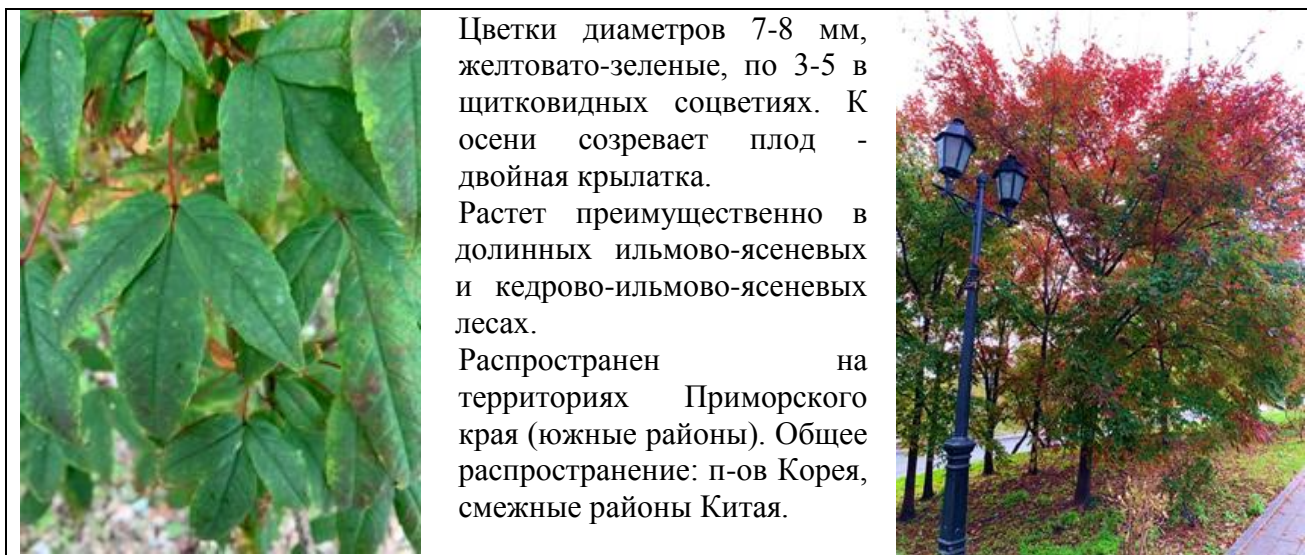 Цветки диаметров 7-8 мм,
желтовато-зеленые, по 3-5 в
щитковидных соцветиях. К
осени созревает плод -
двойная крылатка.
Растет преимущественно в
долинных ильмово-ясеневых
и кедрово-ильмово-ясеневых
лесах.
Распространен на
территориях Приморского
края (южные районы). Общее
распространение: п-ов Корея,
смежные районы Китая.